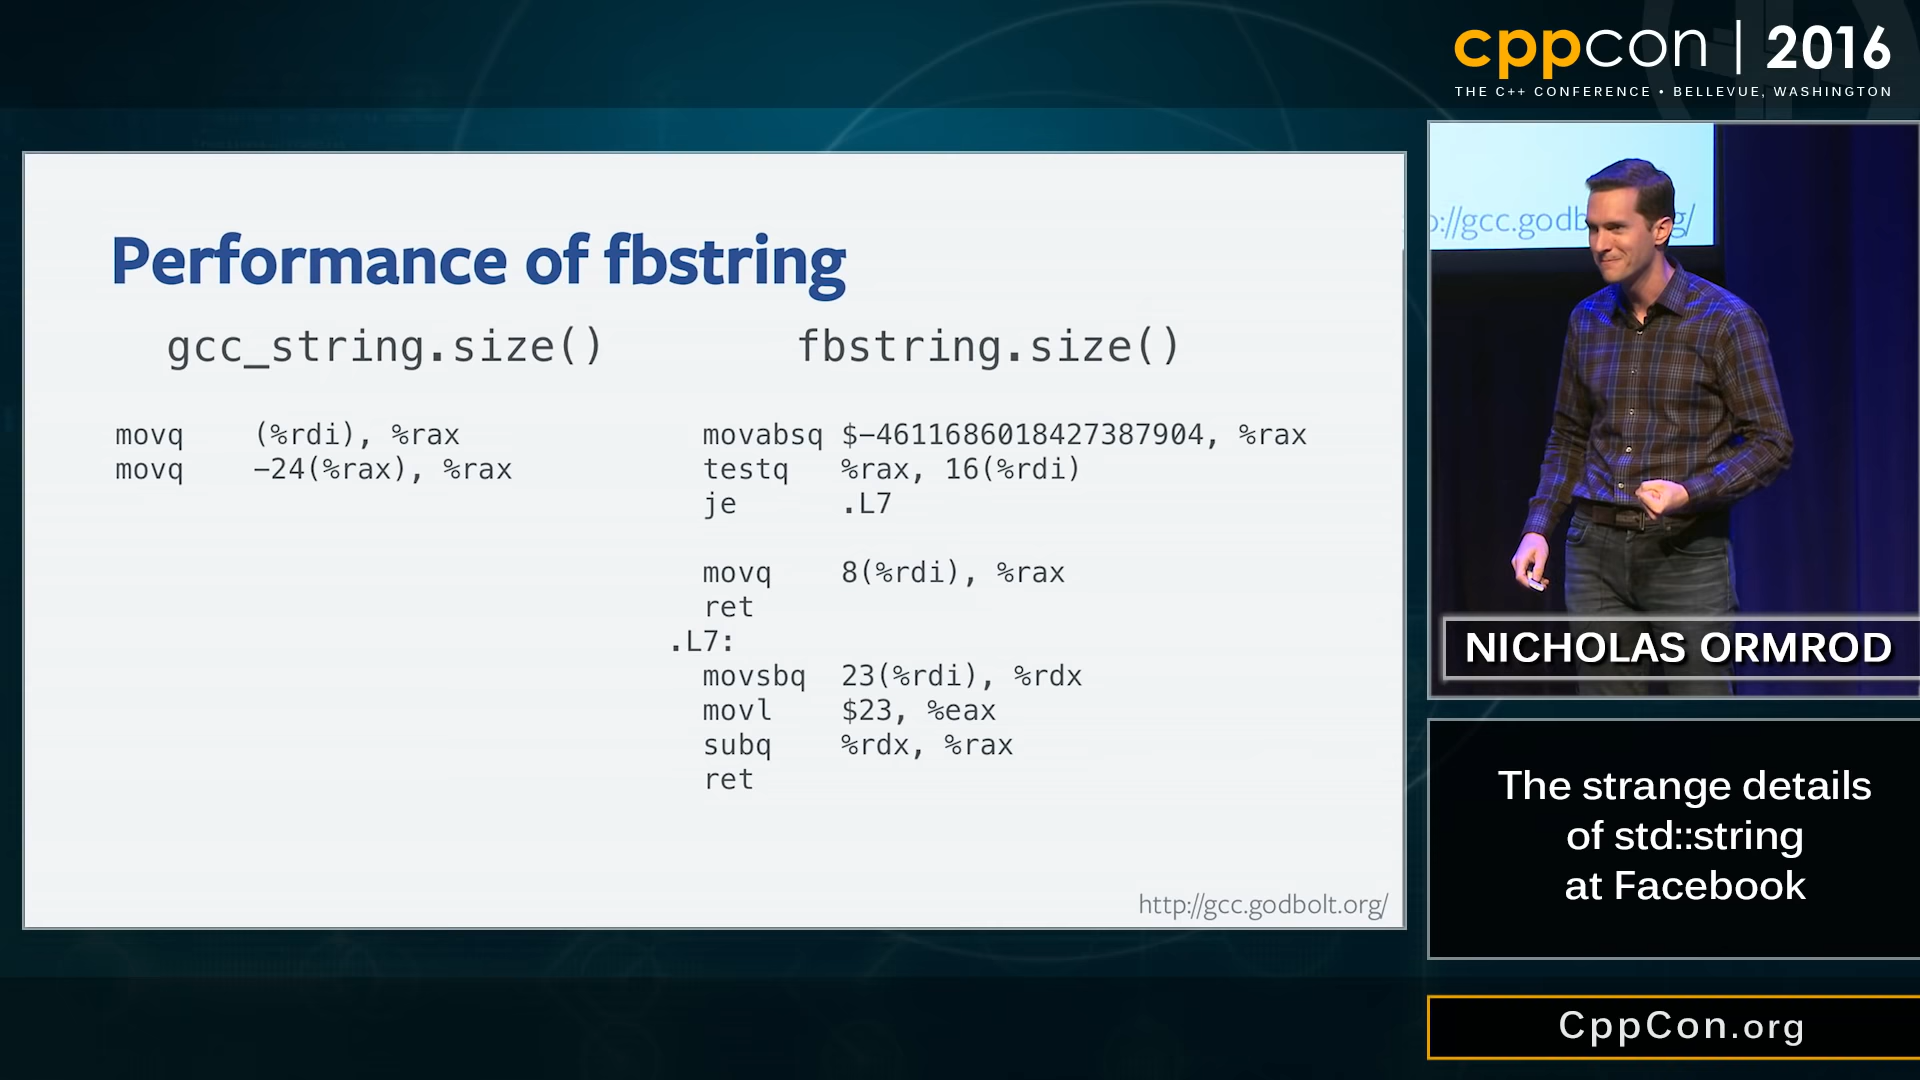 cppcon | 2016
THE C++ CONFERENCE • BELLEVUE, WASHINGTON
Performance of fbstring
gcc_string.size()
movq (%rdi), %rax
movq -24(%rax), %rax
fbstring.size()
movabsq $-4611686018427387904, %rax
testq %rax, 16(%rdi)
je .L7
movq 8(%rdi), %rax
ret
.L7:
movsbq 23(%rdi), %rdx
movl $23, %eax
subq %rdx, %rax
ret
http://gcc.godbolt.org/
p://gcc.godb g/
NICHOLAS ORMROD
The strange details
of std::string
at Facebook
CppCon.org